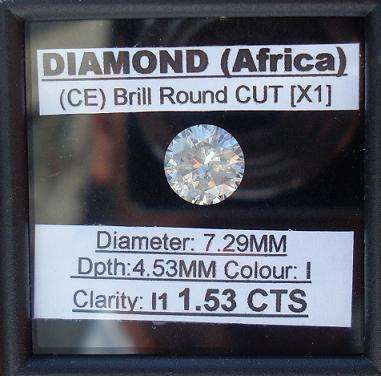 DIAMOND (Africa)
(CE) Brill Round CUT [X1]
Diameter: 7.29MM
Dpth:4.53MM Colour: I
Clarity: I1 1.53 CTS